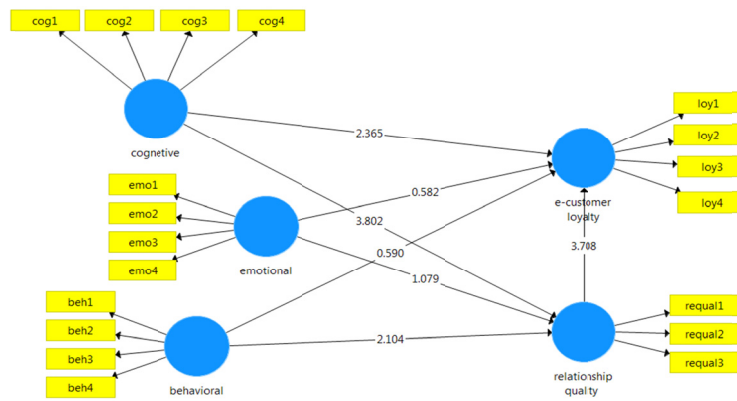 cog1 cog2 cog3 cog4
cognetive
emo1
emo2
emo3
emo4
emotional
beh1
beh2
beh3
beh4
behavioral
2.365
0.582
3.802
0.590
1.079
2.104
3.708
loy1
loy2
loy3
loy4
e-customer
loyalty
requal1
requal2
requal3
relationship
quality